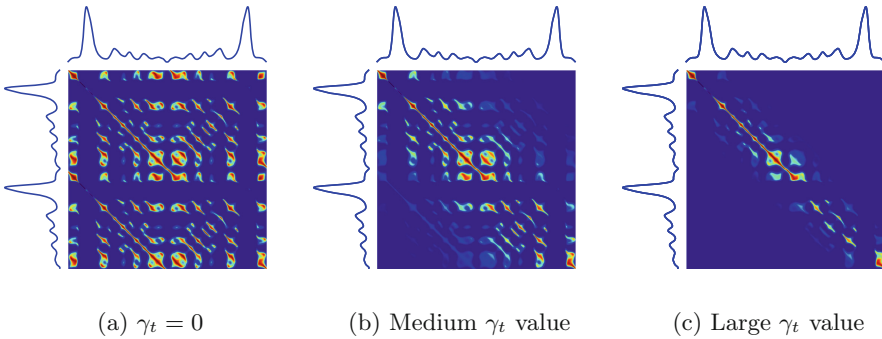 (a) γt = 0
(b) Medium γt value
(c) Large γt value